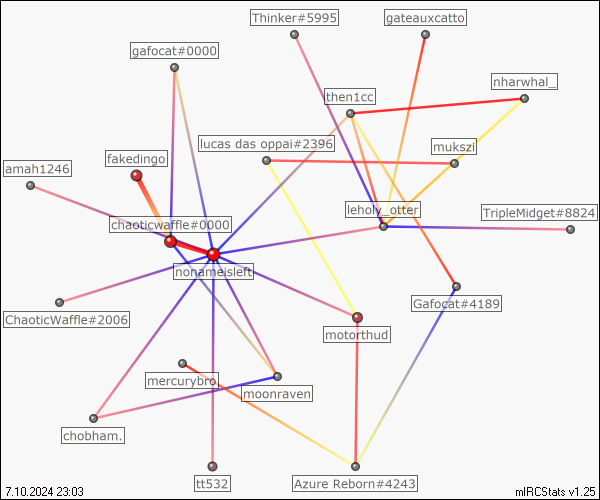 Thinker#5995
gateauxcatto
gafocat#0000
nharwhal_
then1cc
lucas das oppai#2396
mukszi
fakedingo
amah1246
leholy_otter
TripleMidget#8824
chaoticwaffle#0000
nonameisleft
ChaoticWaffle#2006
Gafocat#4189
motorthud
mercurybro
moonraven
chobham.
tt532
Azure Reborn#4243
7.10.2024 23:03
mIRCStats v1.25